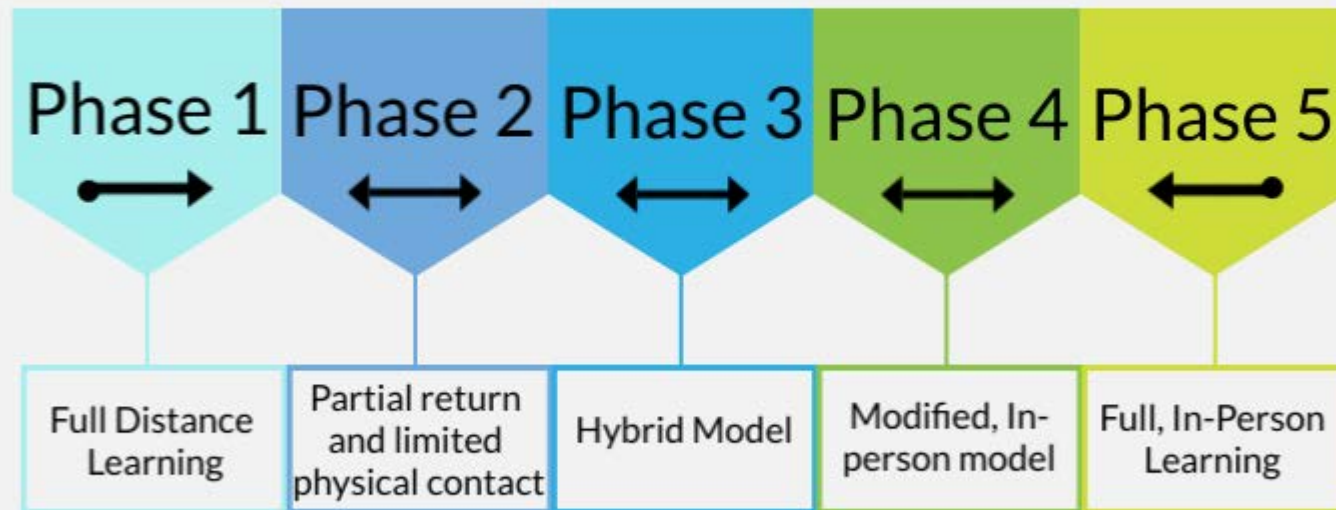 Phase 1
Phase 2
Phase 3
Phase 4
Phase 5
Full Distance
Learning
Partial return
and limited
physical contact
Hybrid Model
Modified, In-
person model
Full, In-Person
Learning